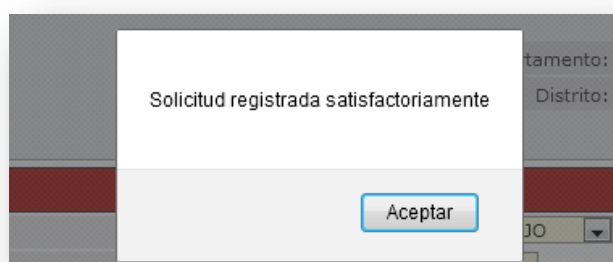 tamento:
Solicitud registrada satisfactoriamente
Distrito:
Aceptar
JO